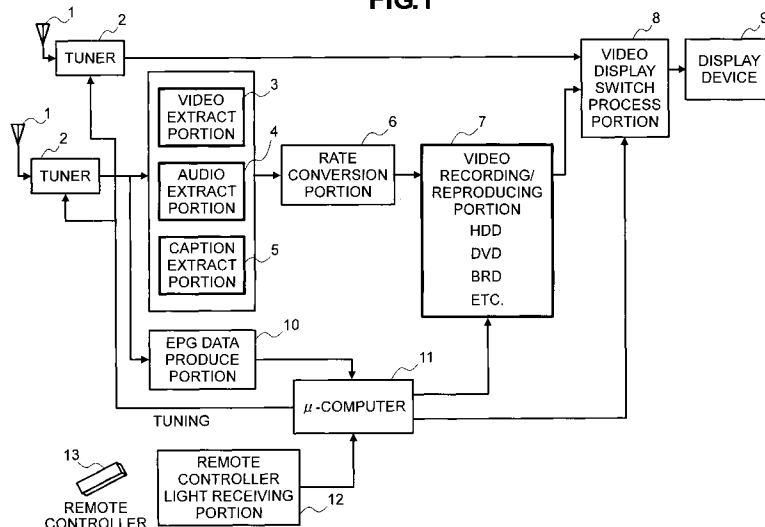 FIG.1
1
2
TUNER
1
2
TUNER
3
VIDEO
EXTRACT
PORTION
4
AUDIO
EXTRACT
PORTION
5
CAPTION
EXTRACT
PORTION
6
RATE
CONVERSION
PORTION
7
VIDEO
RECORDING/
REPRODUCING
PORTION
HDD
DVD
BRD
ETC.
8
VIDEO
DISPLAY
SWITCH
PROCESS
PORTION
9
DISPLAY
DEVICE
10
EPG DATA
PRODUCE
PORTION
11
μ-COMPUTER
TUNING
13
REMOTE
CONTROLLER
REMOTE
CONTROLLER
LIGHT RECEIVING
PORTION
12